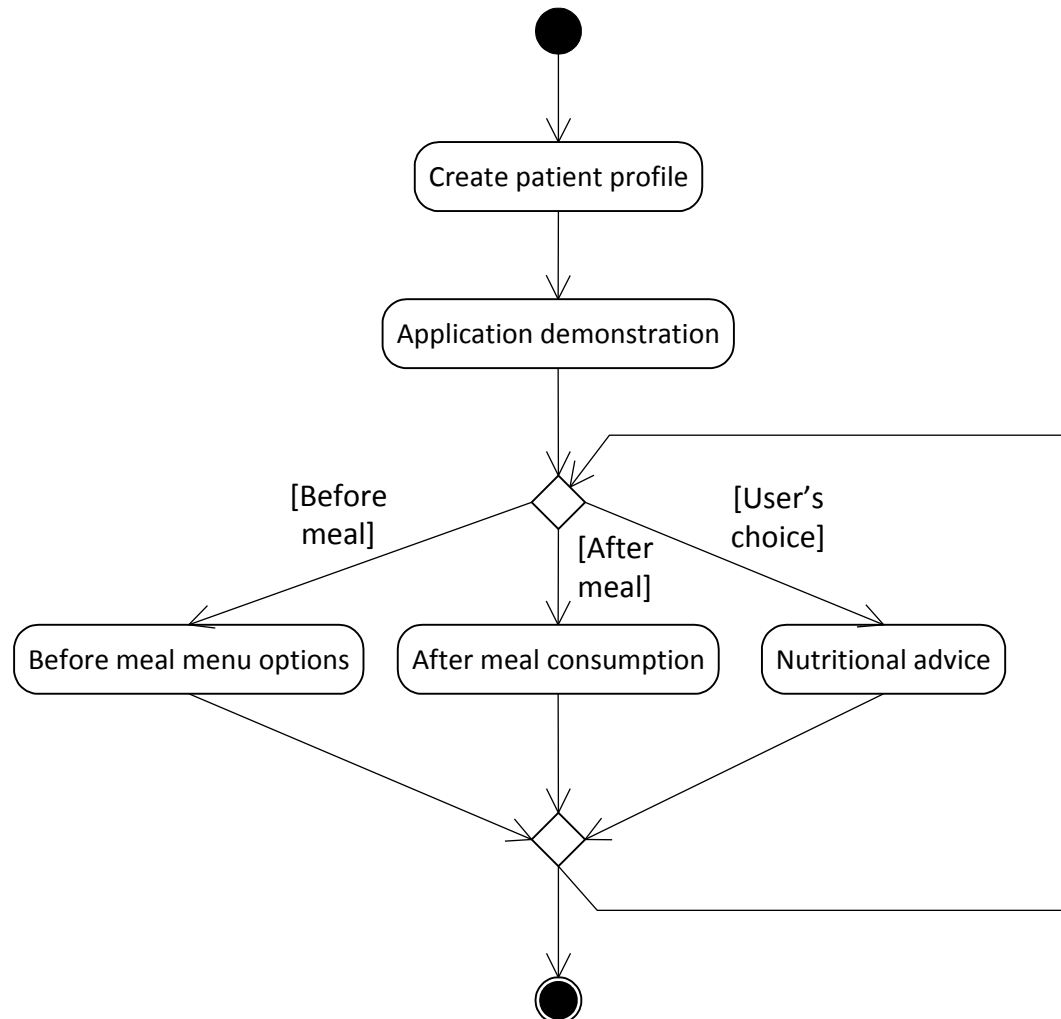 Create patient profile
Application demonstration
[Before
meal]
[User’s
choice]
[After
meal]
Before meal menu options
After meal consumption
Nutritional advice